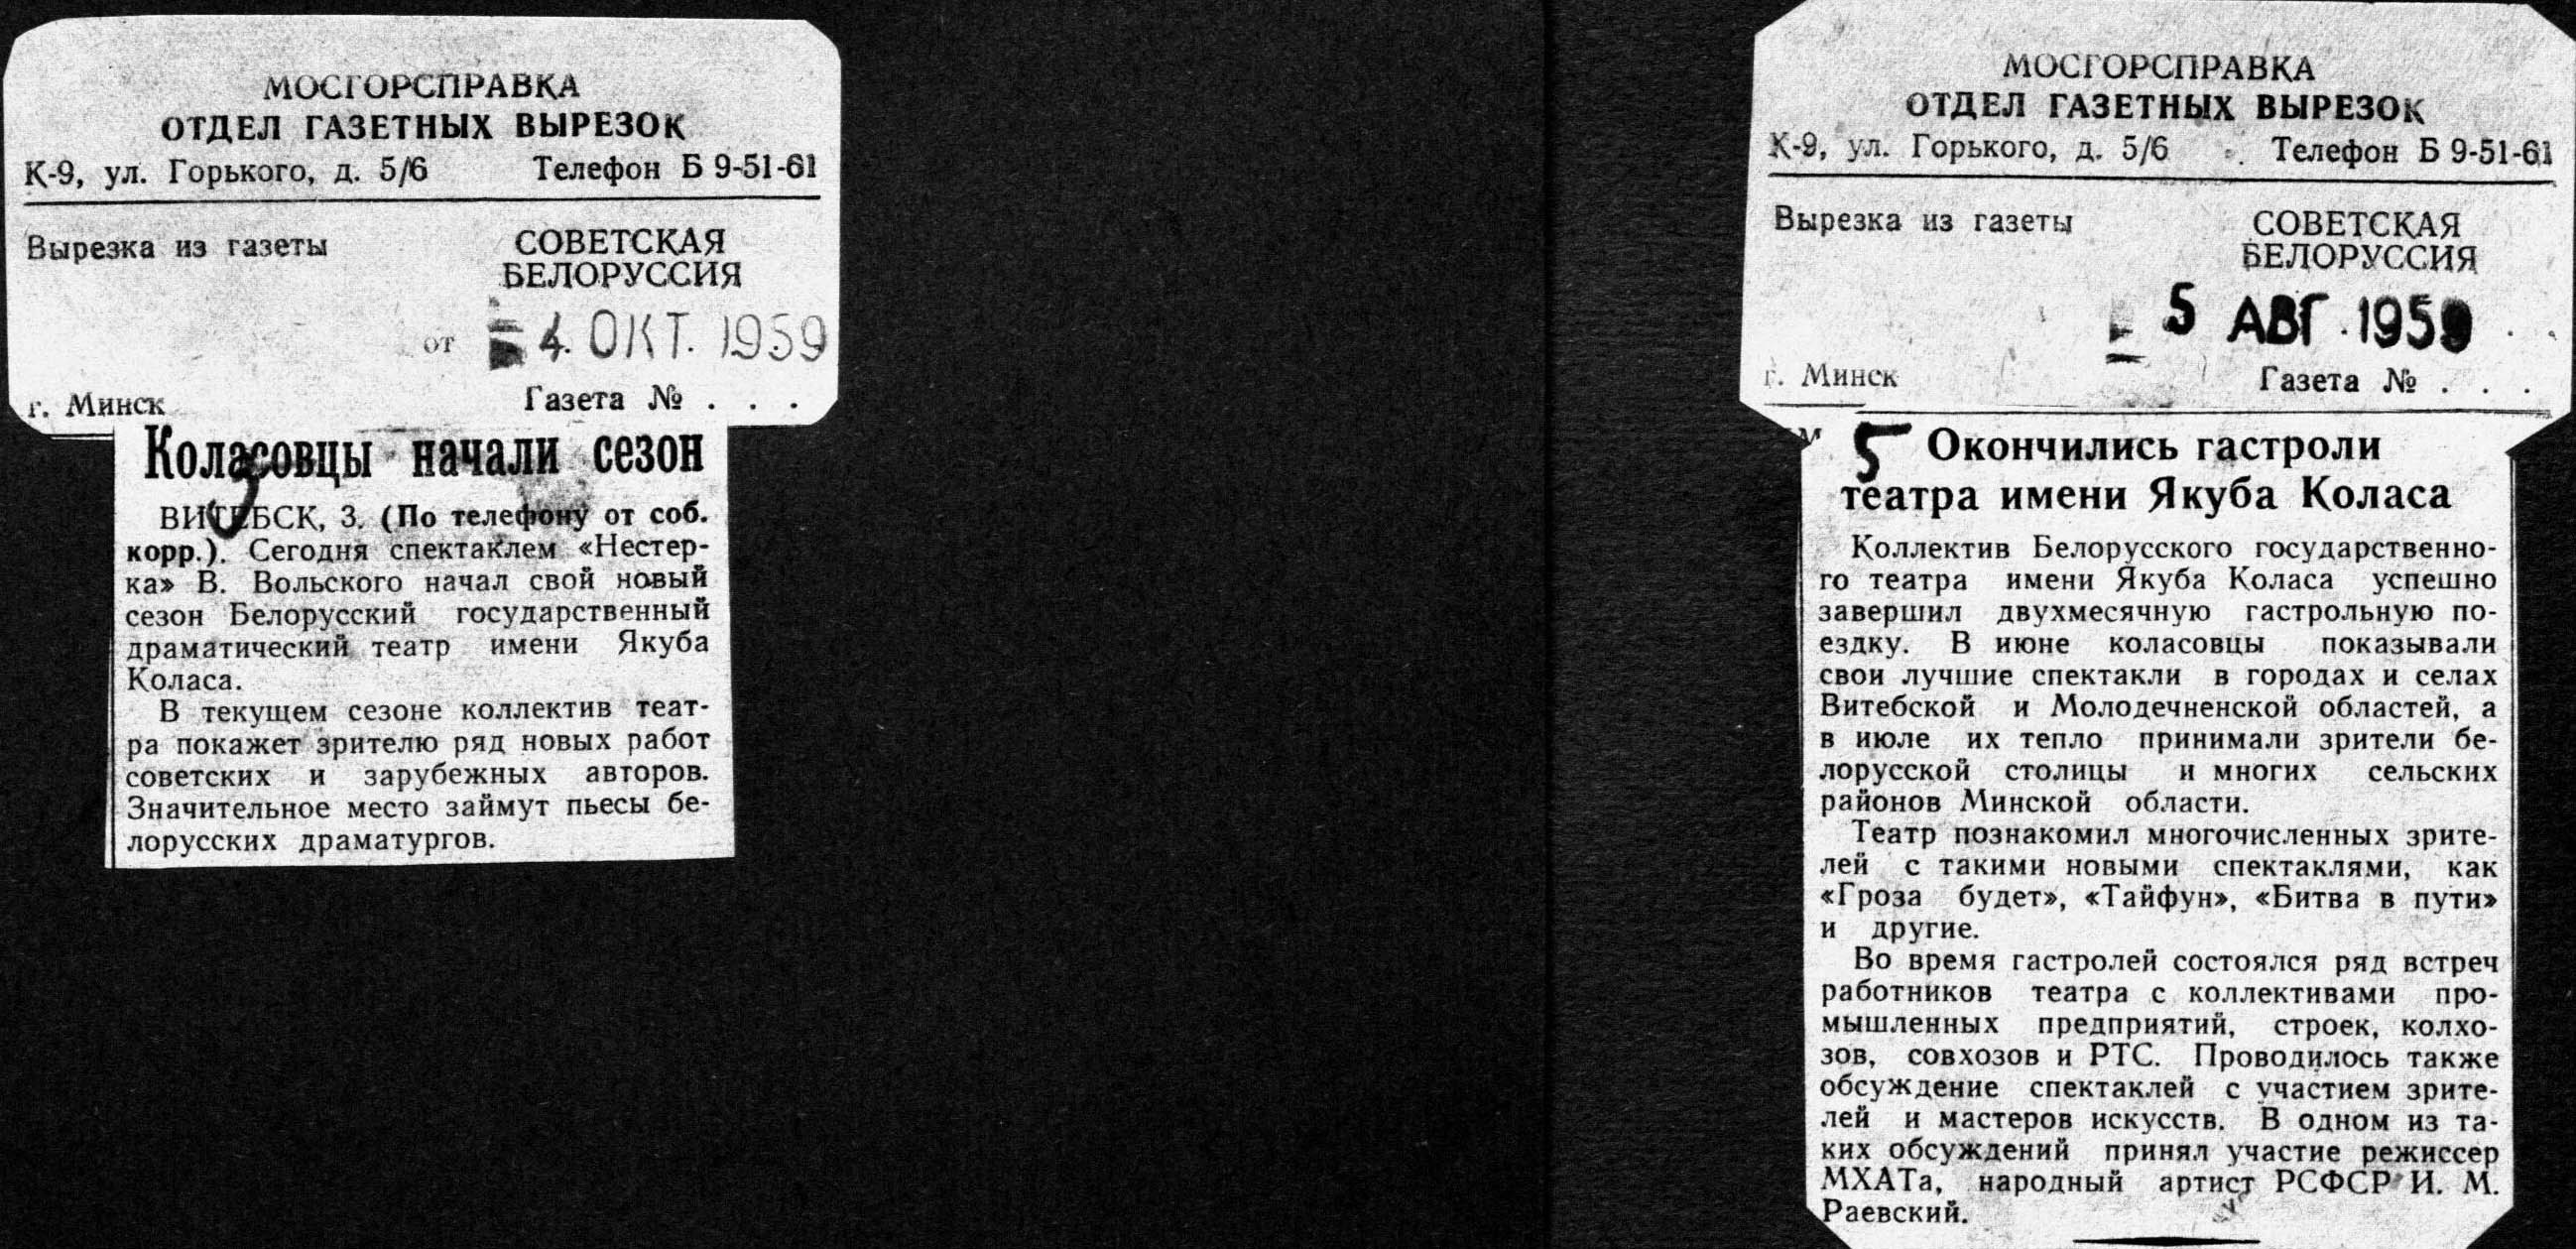 МОСГОРСПРАВКА
ОТДЕЛ ГАЗЕТНЫХ ВЫРЕЗОК
К-9, ул. Горького, д. 5/6 Телефон Б 9-51-61
Вырезка из газеты
СОВЕТСКАЯ
БЕЛОРУССИЯ
от 4. ОКТ. 1959
г. Минск Газета № . . .
Коласовцы начали сезон
ВИТЕБСК, 3. (По телефону от соб.
корр.). Сегодня спектаклем «Нестер-
ка» В. Вольского начал свой новый
сезон Белорусский государственный
драматический театр имени Якуба
Коласа.
В текущем сезоне коллектив теат-
ра покажет зрителю ряд новых работ
советских и зарубежных авторов.
Значительное место займут пьесы бе-
лорусских драматургов.
МОСГОРСПРАВКА
ОТДЕЛ ГАЗЕТНЫХ ВЫРЕЗОК
К-9, ул. Горького, д. 5/6 Телефон Б 9-51-61
Вырезка из газеты
СОВЕТСКАЯ
БЕЛОРУССИЯ
5 АВГ. 1959
г. Минск Газета № . . .
5 Окончились гастроли
театра имени Якуба Коласа
Коллектив Белорусского государственно-
го театра имени Якуба Коласа успешно
завершил двухмесячную гастрольную по-
ездку. В июне коласовцы показывали
свои лучшие спектакли в городах и селах
Витебской и Молодечненской областей, а
в июле их тепло принимали зрители бе-
лорусской столицы и многих сельских
районов Минской области.
Театр познакомил многочисленных зрите-
лей с такими новыми спектаклями, как
«Гроза будет», «Тайфун», «Битва в пути»
и другие.
Во время гастролей состоялся ряд встреч
работников театра с коллективами про-
мышленных предприятий, строек, колхо-
зов, совхозов и РТС. Проводилось также
обсуждение спектаклей с участием зрите-
лей и мастеров искусств. В одном из та-
ких обсуждений принял участие режиссер
МХАТа, народный артист РСФСР И. М.
Раевский.